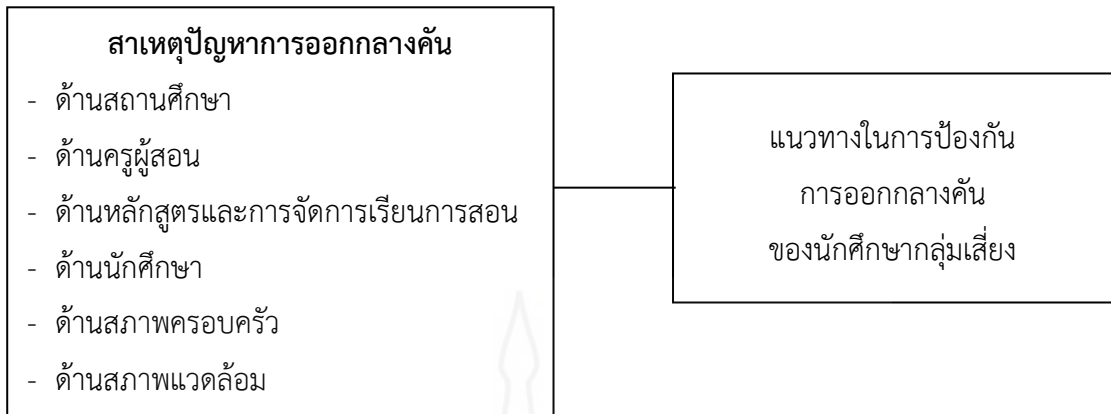 สาเหตุปัญหาการออกกลางคัน
- ด้านสถานศึกษา
- ด้านครูผู้สอน
- ด้านหลักสูตรและการจัดการเรียนการสอน
- ด้านนักศึกษา
- ด้านสภาพครอบครัว
- ด้านสภาพแวดล้อม
แนวทางในการป้องกัน
การออกกลางคัน
ของนักศึกษากลุ่มเสี่ยง